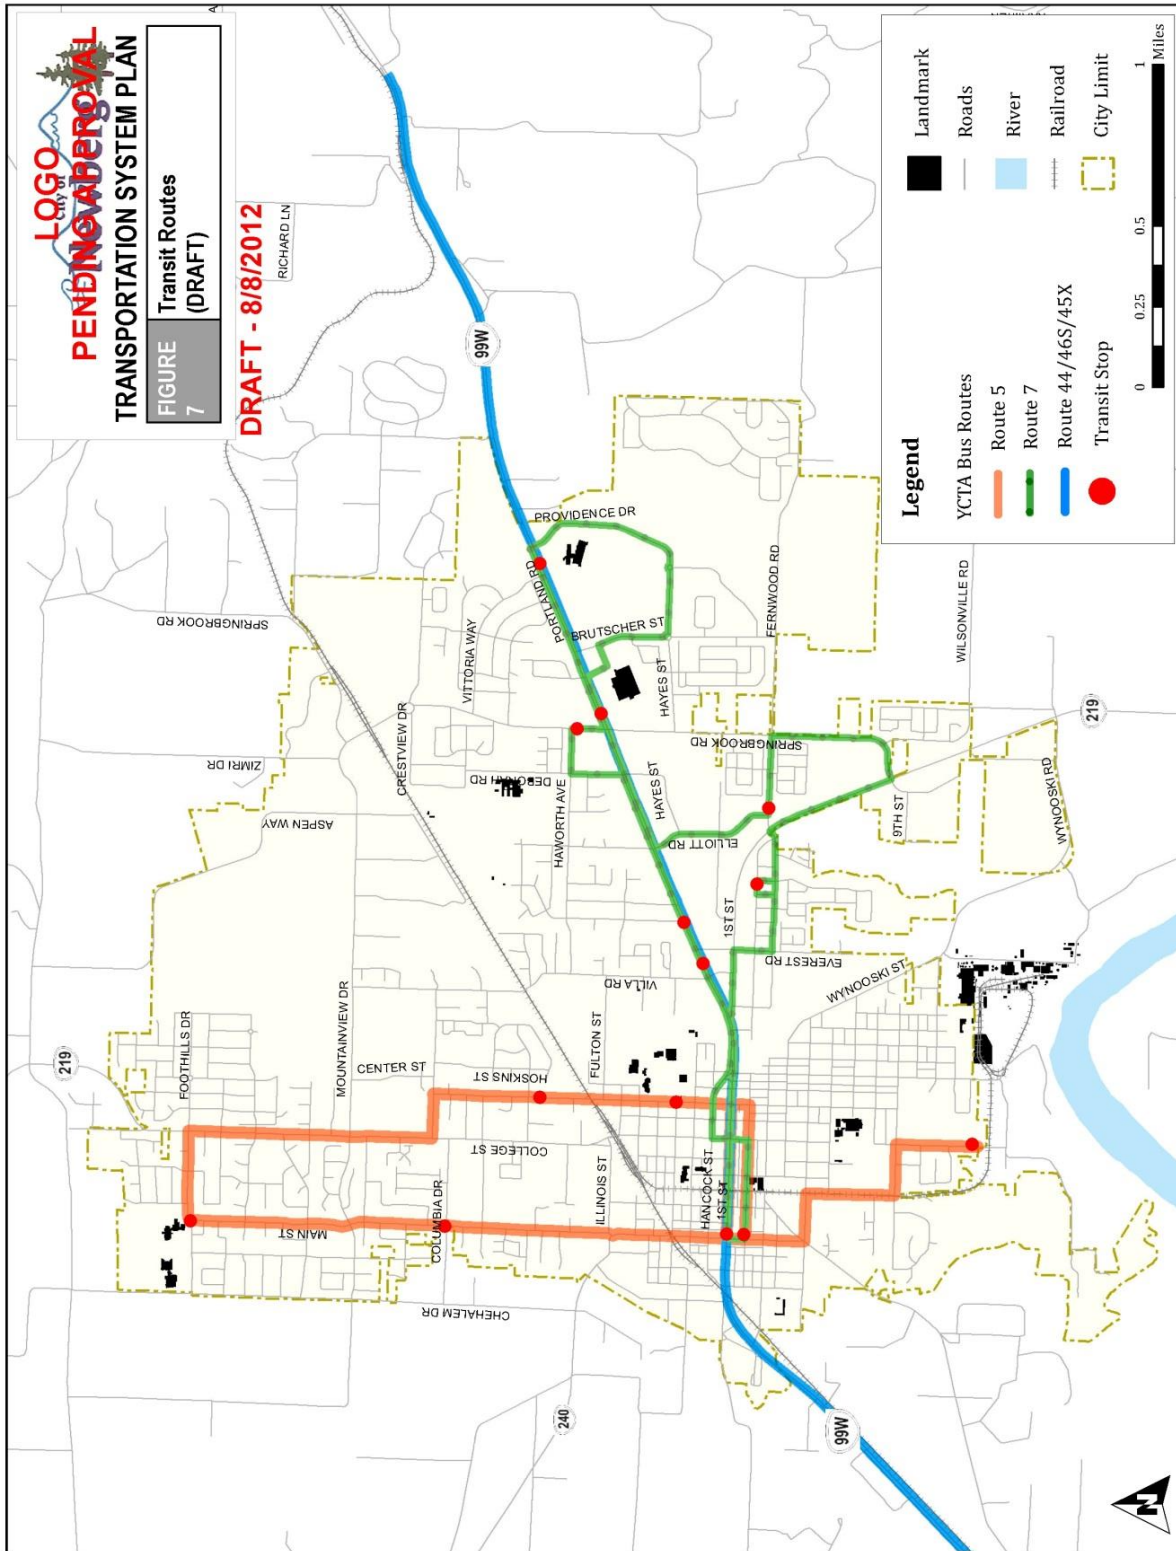 LOGO
City of
Newberg
PENDING APPROVAL
TRANSPORTATION SYSTEM PLAN
FIGURE
7
Transit Routes
(DRAFT)
DRAFT - 8/8/2012
RICHARD LN
99W
PROVIDENCE DR
PORTLAND RD
BRUTSCHER ST
FERNWOOD RD
SPRINGBROOK RD
VITTORIA WAY
HAYES ST
WILSONVILLE RD
ZIMRI DR
CRESTVIEW DR
DEBORAH RD
HAWORTH AVE
HAYES ST
SPRINGBROOK RD
219
ASPEN WAY
ELLIOTT RD
9TH ST
WYNOOSKI RD
1ST ST
EVEREST RD
VILLA RD
WYNOOSKI ST
219
FOOTHILLS DR
MOUNTAINVIEW DR
CENTER ST
HOSKINS ST
FULTON ST
COLLEGE ST
ILLINOIS ST
HANCOCK ST
1ST ST
MAIN ST
COLUMBIA DR
CHEHALEM DR
240
99W
N
Legend
YCTA Bus Routes
Route 5
Route 7
Route 44/46S/45X
Transit Stop
Landmark
Roads
River
Railroad
City Limit
0 0.25 0.5 1
Miles